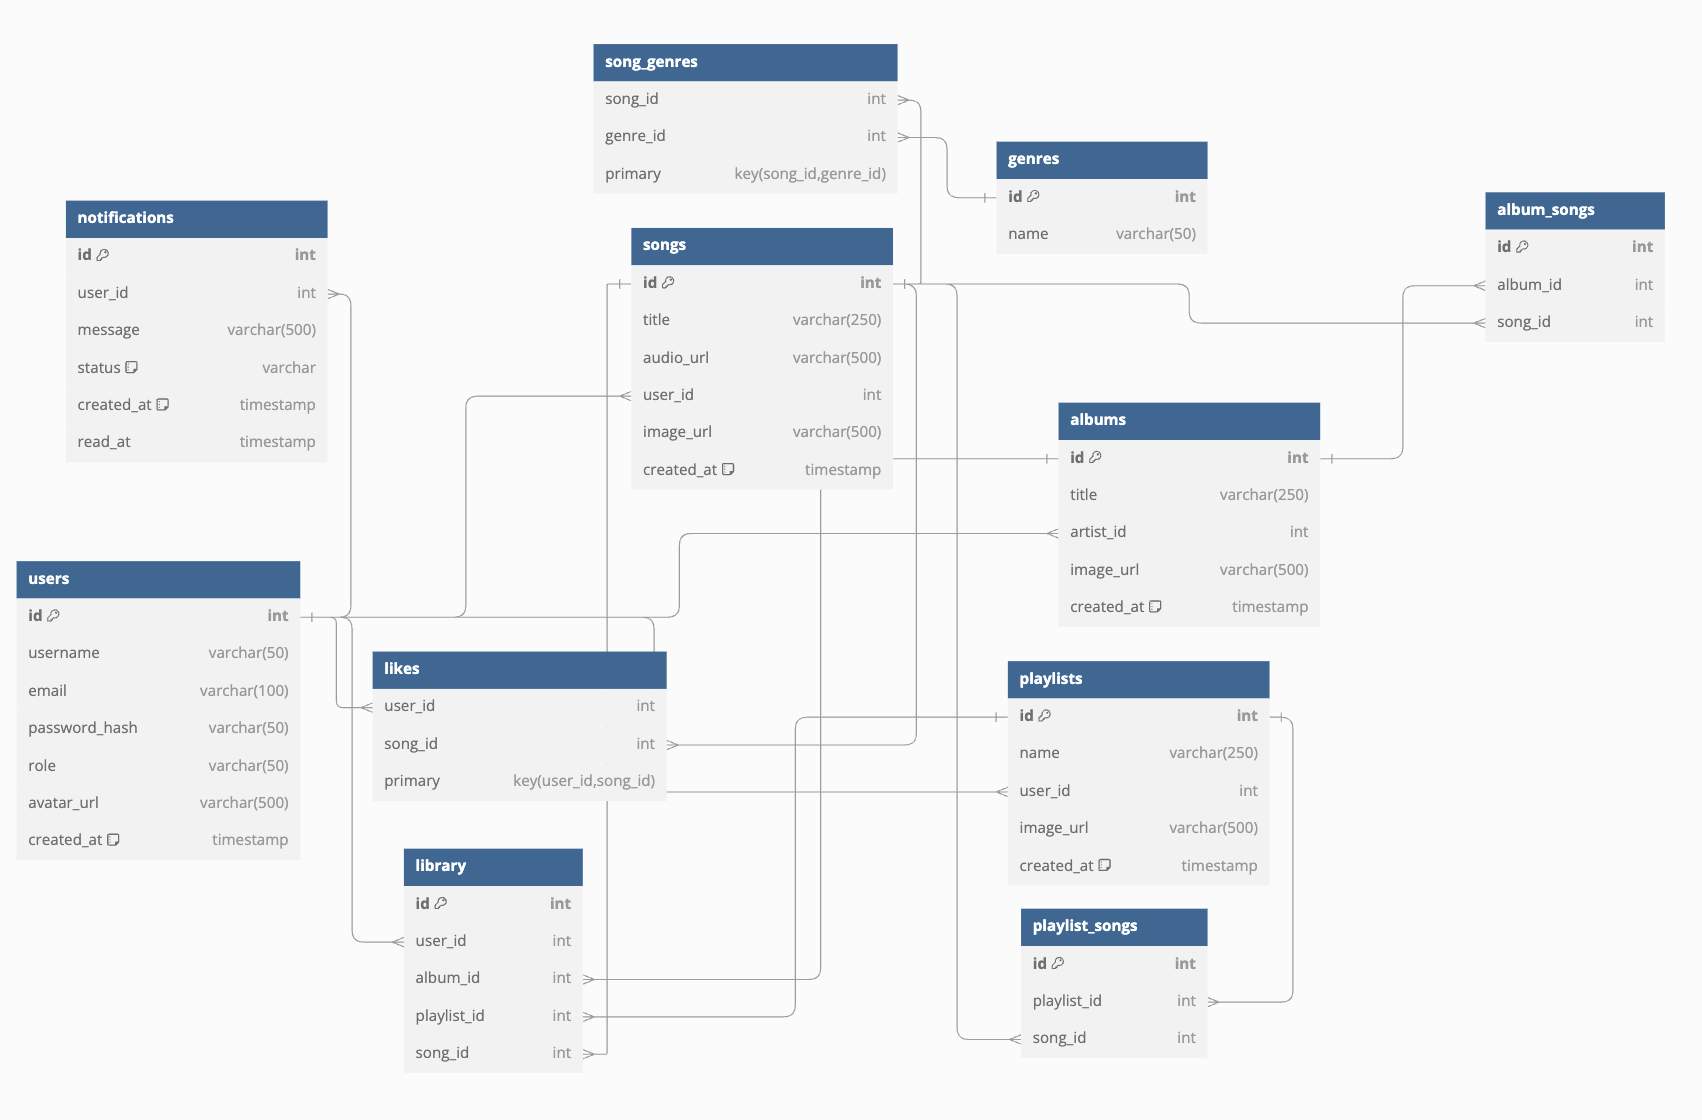 song_genres
song_id int
genre_id int
primary key(song_id,genre_id)
genres
id int
name varchar(50)
album_songs
id int
album_id int
song_id int
notifications
id int
user_id int
message varchar(500)
status varchar
created_at timestamp
read_at timestamp
songs
id int
title varchar(250)
audio_url varchar(500)
user_id int
image_url varchar(500)
created_at timestamp
albums
id int
title varchar(250)
artist_id int
image_url varchar(500)
created_at timestamp
users
id int
username varchar(50)
email varchar(100)
password_hash varchar(50)
role varchar(50)
avatar_url varchar(500)
created_at timestamp
likes
user_id int
song_id int
primary key(user_id,song_id)
playlists
id int
name varchar(250)
user_id int
image_url varchar(500)
created_at timestamp
library
id int
user_id int
album_id int
playlist_id int
song_id int
playlist_songs
id int
playlist_id int
song_id int